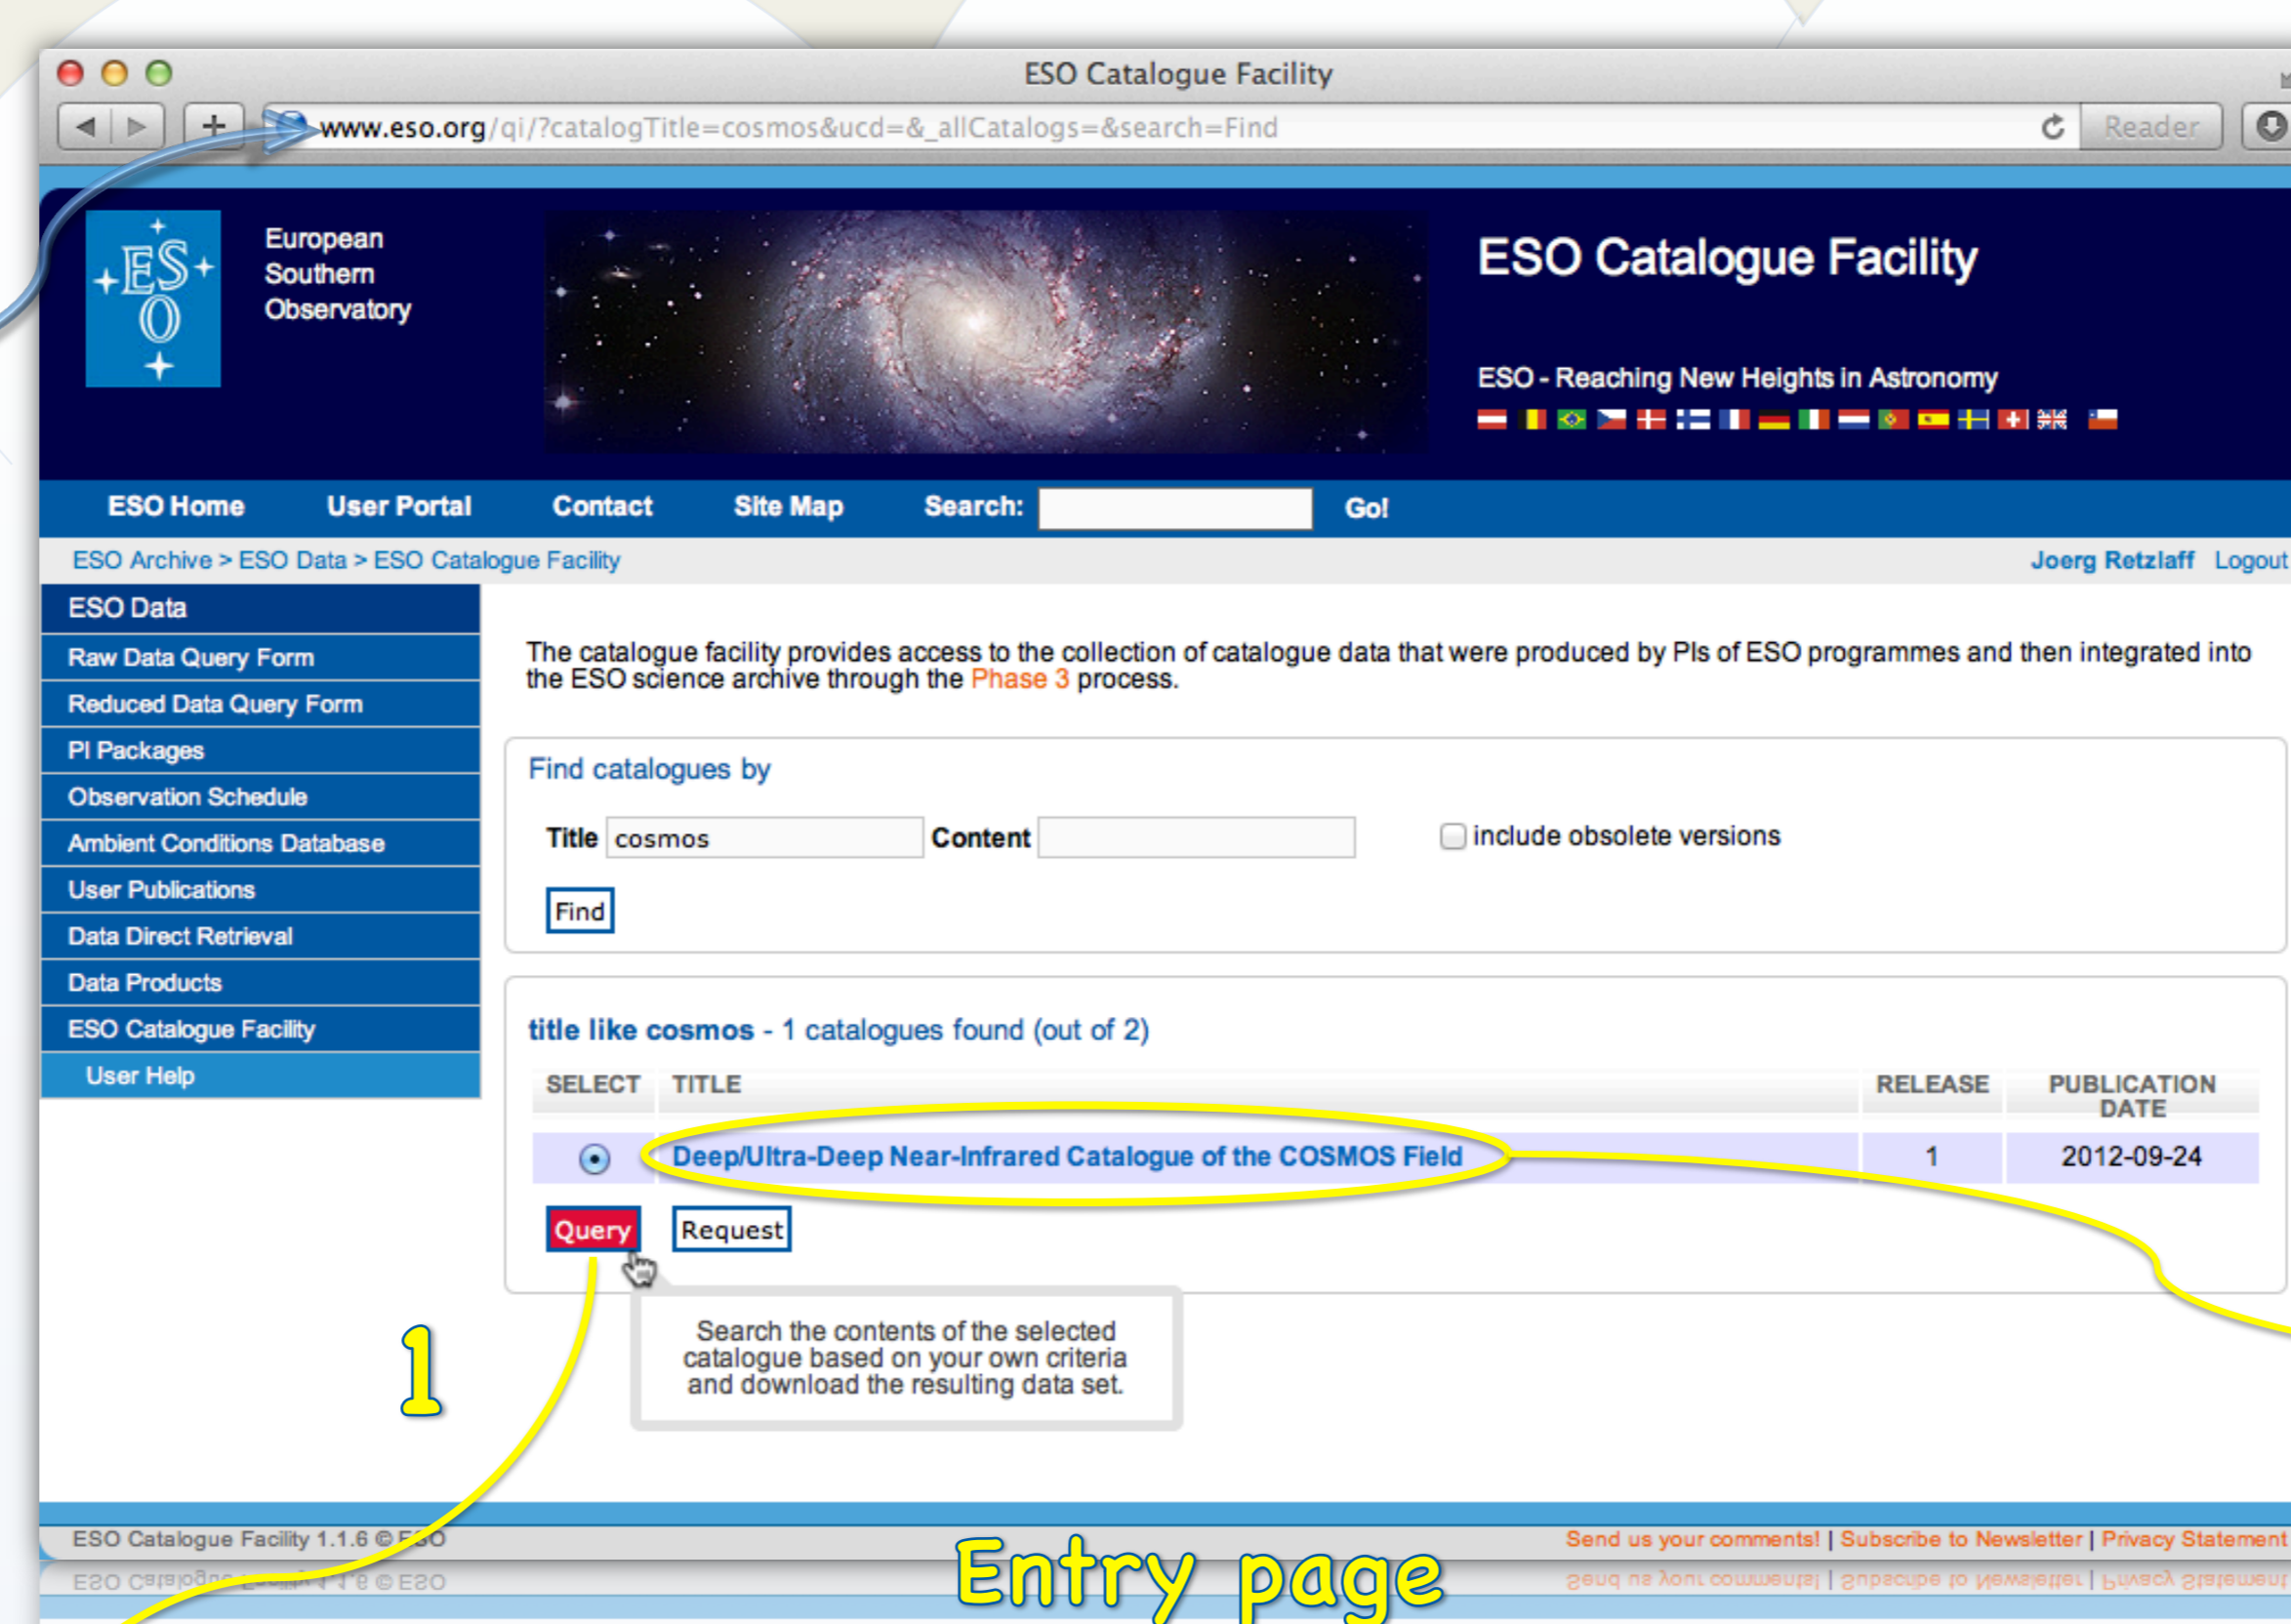 ESO Catalogue Facility
www.eso.org/qi/?catalogTitle=cosmos&ucd=&_allCatalogs=&search=Find
Reader
ESO
European
Southern
Observatory
ESO Catalogue Facility
ESO - Reaching New Heights in Astronomy
ESO Home User Portal Contact Site Map Search: Go!
ESO Archive > ESO Data > ESO Catalogue Facility
Joerg Retzlaff Logout
ESO Data
Raw Data Query Form
Reduced Data Query Form
PI Packages
Observation Schedule
Ambient Conditions Database
User Publications
Data Direct Retrieval
Data Products
ESO Catalogue Facility
User Help
The catalogue facility provides access to the collection of catalogue data that were produced by PIs of ESO programmes and then integrated into
the ESO science archive through the Phase 3 process.
Find catalogues by
Title cosmos Content include obsolete versions
Find
title like cosmos - 1 catalogues found (out of 2)
SELECT TITLE RELEASE PUBLICATION
DATE
Deep/Ultra-Deep Near-Infrared Catalogue of the COSMOS Field 1 2012-09-24
Query Request
Search the contents of the selected
catalogue based on your own criteria
and download the resulting data set.
1
ESO Catalogue Facility 1.1.6 © ESO
Send us your comments! | Subscribe to Newsletter | Privacy Statement
Entry page